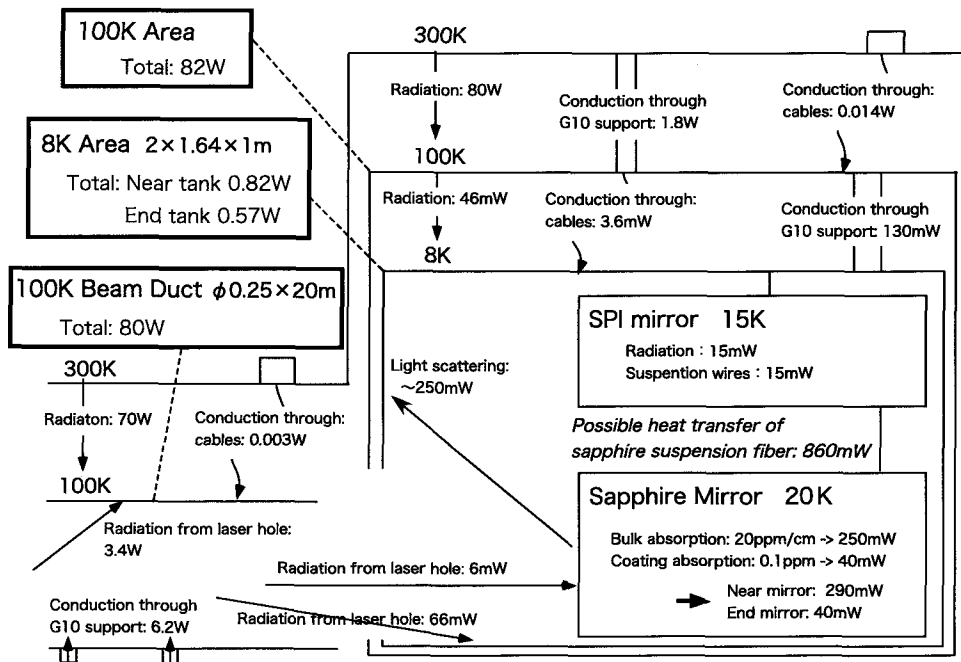 100K Area
Total: 82W
8K Area 2×1.64×1m
Total: Near tank 0.82W
End tank 0.57W
100K Beam Duct φ0.25×20m
Total: 80W
300K
Radiation: 80W
100K
Conduction through
G10 support: 1.8W
Conduction through:
cables: 0.014W
Radiation: 46mW
8K
Conduction through:
cables: 3.6mW
Conduction through
G10 support: 130mW
SPI mirror 15K
Radiation : 15mW
Suspention wires : 15mW
Light scattering:
~250mW
Possible heat transfer of
sapphire suspension fiber: 860mW
Sapphire Mirror 20K
Bulk absorption: 20ppm/cm -> 250mW
Coating absorption: 0.1ppm -> 40mW
Near mirror: 290mW
End mirror: 40mW
300K
Radiaton: 70W
100K
Conduction through:
cables: 0.003W
Radiation from laser hole:
3.4W
Radiation from laser hole: 6mW
Radiation from laser hole: 66mW
Conduction through
G10 support: 6.2W